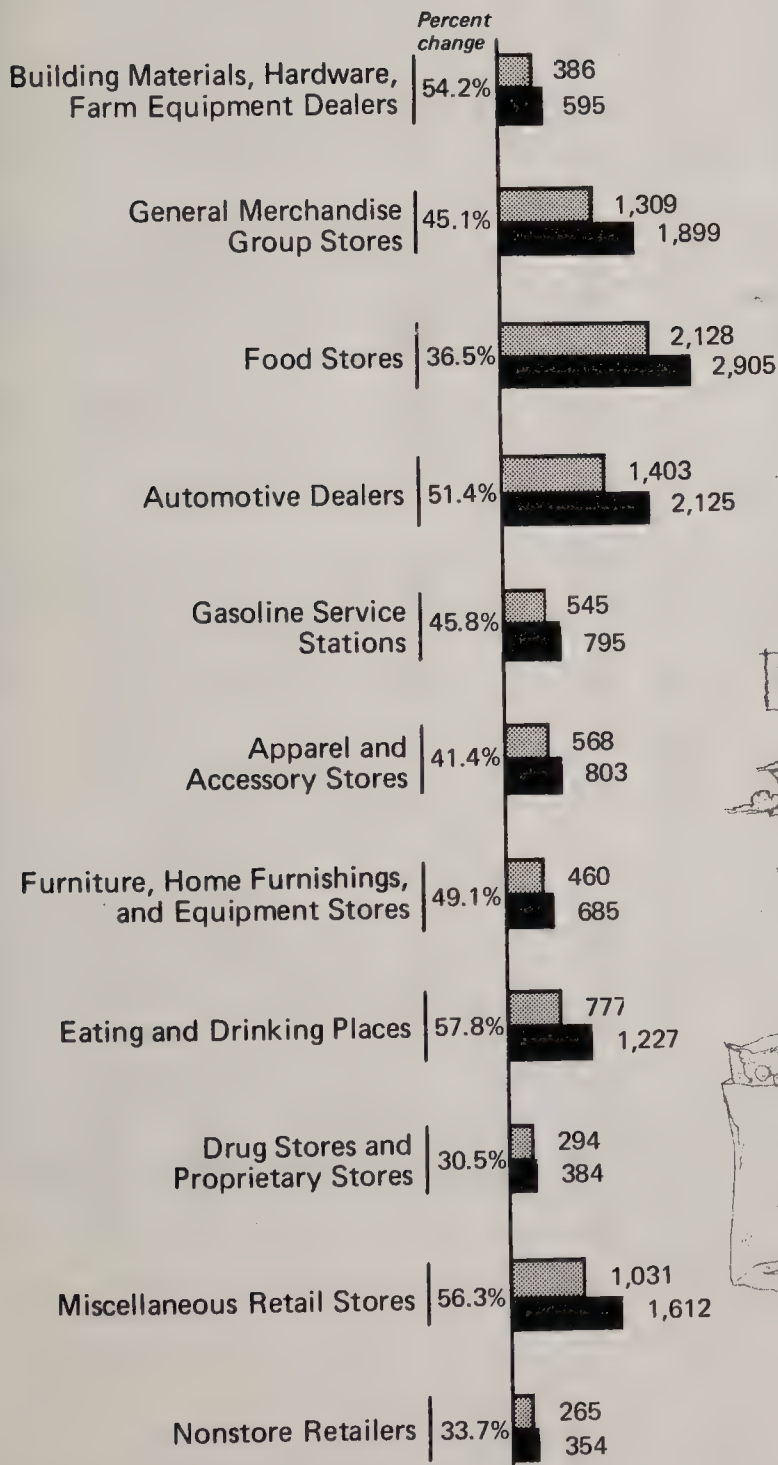 Percent
change
Building Materials, Hardware,
Farm Equipment Dealers
54.2%
386
595
General Merchandise
Group Stores
45.1%
1,309
1,899
Food Stores
36.5%
2,128
2,905
Automotive Dealers
51.4%
1,403
2,125
Gasoline Service
Stations
45.8%
545
795
Apparel and
Accessory Stores
41.4%
568
803
Furniture, Home Furnishings,
and Equipment Stores
49.1%
460
685
Eating and Drinking Places
57.8%
777
1,227
Drug Stores and
Proprietary Stores
30.5%
294
384
Miscellaneous Retail Stores
56.3%
1,031
1,612
Nonstore Retailers
33.7%
265
354